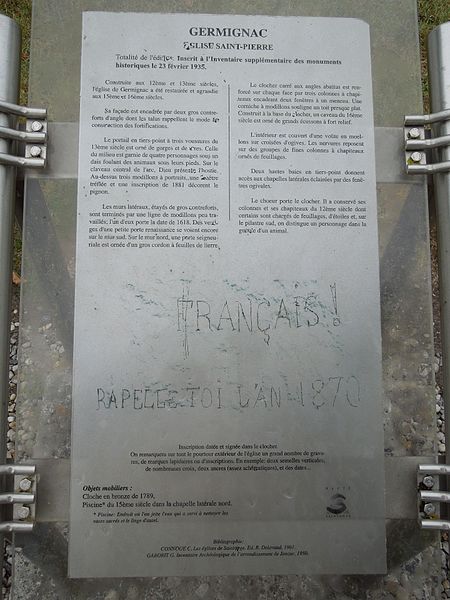 GERMIGNAC
ÉGLISE SAINT-PIERRE
Totalité de l'édifice: Inscrit à l'Inventaire supplémentaire des monuments
historiques le 23 février 1935.
Construite aux 12ème et 13ème siècles,
l'église de Germignac a été restaurée et agrandie
aux 15ème et 16ème siècles.
Sa façade est encadrée par deux gros contre-
forts d'angle dont les talus rappellent le mode de
construction des fortifications.
Le portail en tiers-point à trois voussures du
13ème siècle est orné de gorges et de tores. Celle
du milieu est garnie de quatre personnages sous un
dais foulant des animaux sous leurs pieds. Sur le
claveau central de l'arc, Dieu présente l'hostie.
Au-dessus trois modillons à portraits, une fenêtre
tréflée et une inscription de 1881 décorent le
pignon.
Les murs latéraux, étayés de gros contreforts,
sont terminés par une ligne de modillons peu tra-
vaillés; l'un d'eux porte la date de 1618. Des vesti-
ges d'une petite porte renaissance se voient encore
sur le mur sud. Sur le mur nord, une porte seigneu-
riale est ornée d'un gros cordon à feuilles de lierre.
Le clocher carré aux angles abattus est ren-
forcé sur chaque face par trois colonnes à chapi-
teaux encadrant deux fenêtres à un meneau. Une
corniche à modillons souligne un toit presque plat.
Construit à la base du clocher, un caveau du 16ème
siècle est orné de grands écussons à fort relief.
L'intérieur est couvert d'une voûte en moel-
lons sur croisées d'ogives. Les nervures reposent
sur des groupes de fines colonnes à chapiteaux
ornés de feuillages.
Deux hautes baies en tiers-point donnent
accès aux chapelles latérales éclairées par des fenê-
tres ogivales.
Le choeur porte le clocher. Il a conservé ses
colonnes et ses chapiteaux du 12ème siècle dont
certains sont chargés de feuillages, d'étoiles et, sur
le pilastre sud, on distingue un personnage dans la
gueule d'un animal.
FRANÇAIS !
RAPELLE TOI L'AN 1870
Inscription datée et signée dans le clocher.
On remarquera sur tout le pourtour extérieur de l'église un grand nombre de gravu-
res, de marques lapidaires ou d'inscriptions. En exemple: deux semelles verticales,
de nombreuses croix, deux ancres (assez schématiques), et des dates...
Objets mobiliers :
Cloche en bronze de 1789,
Piscine* du 15ème siècle dans la chapelle latérale nord.
* Piscine: Endroit où l'on jette l'eau qui a servi à nettoyer les
vases sacrés et le linge d'autel.
HAUTE
SAINTONGE
Bibliographie:
CONNOUE C. Les églises de Saintonge. Ed. R. Delavaud, 1961.
GABORIT G. Inventaire Archéologique de l'arrondissement de Jonzac, 1890.